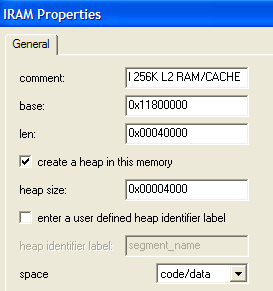 IRAM Properties
General
comment: l 256K L2 RAM/CACHE
base: 0x11800000
len: 0x00040000
create a heap in this memory
heap size: 0x00004000
enter a user defined heap identifier label
heap identifier label: segment_name
space code/data